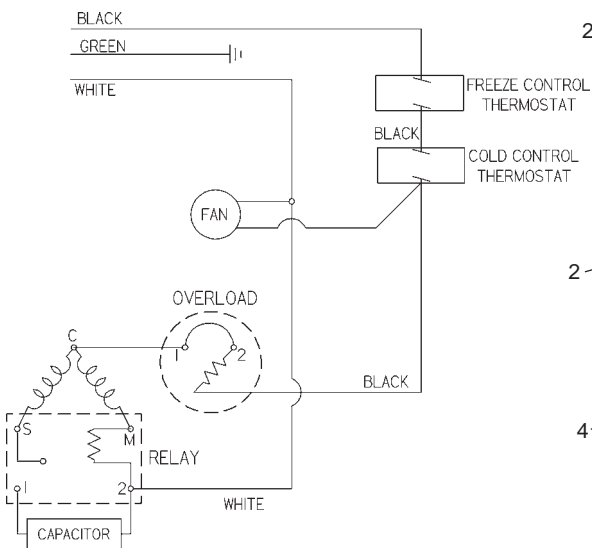 BLACK
2
GREEN
WHITE
FREEZE CONTROL
THERMOSTAT
BLACK
COLD CONTROL
THERMOSTAT
FAN
2
OVERLOAD
C
1
2
BLACK
S
M
4
RELAY
1
2
WHITE
CAPACITOR